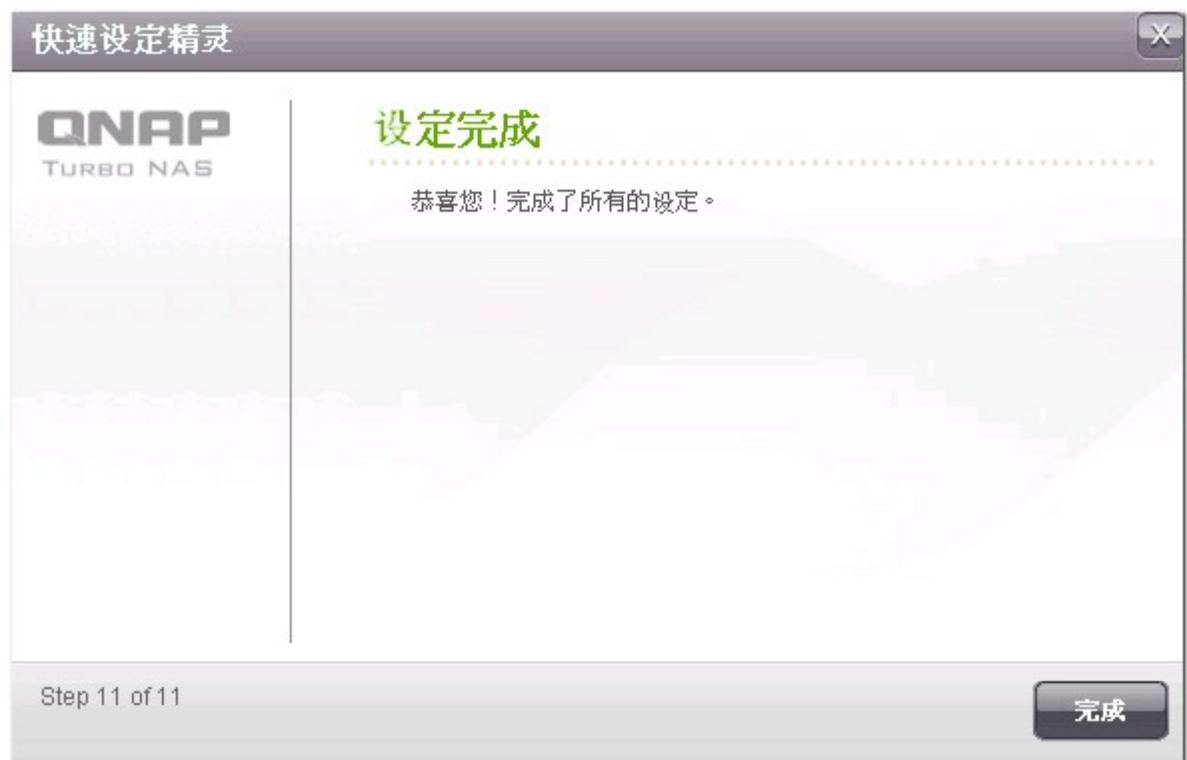 快速设定精灵
X
QNAP
TURBO NAS
设定完成
恭喜您！完成了所有的设定。
Step 11 of 11
完成